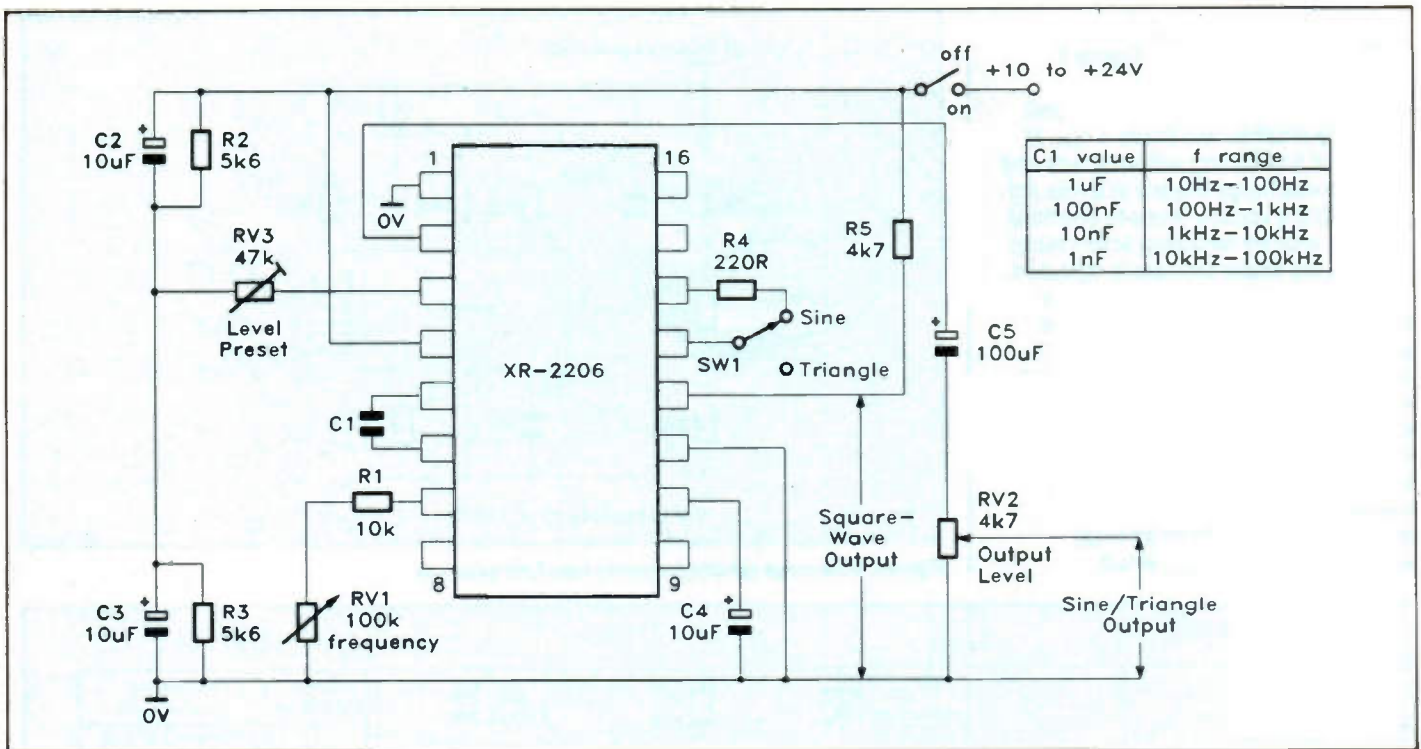 off
+10 to +24V
on
C2
10uF
R2
5k6
1
16
0V
C1 value
f range
1uF
10Hz-100Hz
100nF
100Hz-1kHz
10nF
1kHz-10kHz
1nF
10kHz-100kHz
RV3
47k
Level
Preset
R4
220R
R5
4k7
Sine
SW1
Triangle
XR-2206
C5
100uF
C1
R1
10k
Square-
Wave
Output
RV2
4k7
Output
Level
8
9
C3
10uF
R3
5k6
RV1
100k
frequency
C4
10uF
Sine/Triangle
Output
0V